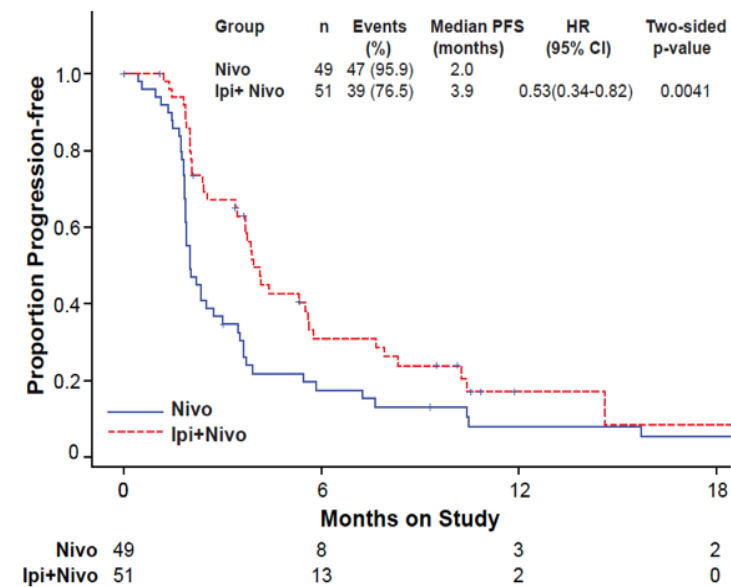 Group n Events Median PFS HR Two-sided
(%) (months) (95% CI) p-value
Nivo 49 47 (95.9) 2.0
Ipi+ Nivo 51 39 (76.5) 3.9 0.53(0.34-0.82) 0.0041
Proportion Progression-free
1.0
0.8
0.6
0.4
0.2
0
Nivo
Ipi+Nivo
0 6 12 18
Months on Study
Nivo 49 8 3 2
Ipi+Nivo 51 13 2 0